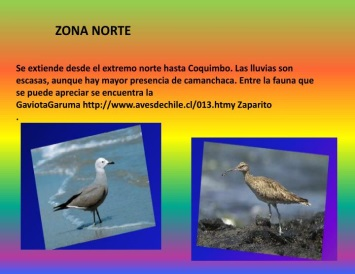 ZONA NORTE
Se extiende desde el extremo norte hasta Coquimbo. Las lluvias son
escasas, aunque hay mayor presencia de camanchaca. Entre la fauna que
se puede apreciar se encuentra la
GaviotaGaruma http://www.avesdechile.cl/013.htmy Zaparito
.